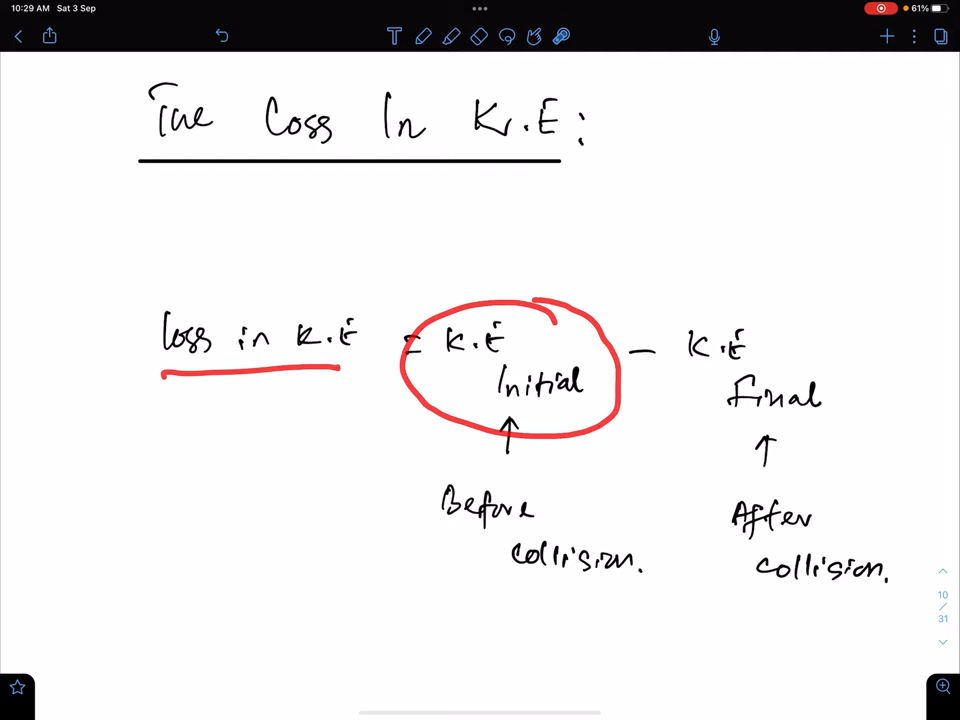 10:29 AM Sat 3 Sep
61%
The Loss In K.E:
loss in K.E = K.E Initial − K.E Final
↑ ↑
Before collision. After collision.
10
/
31